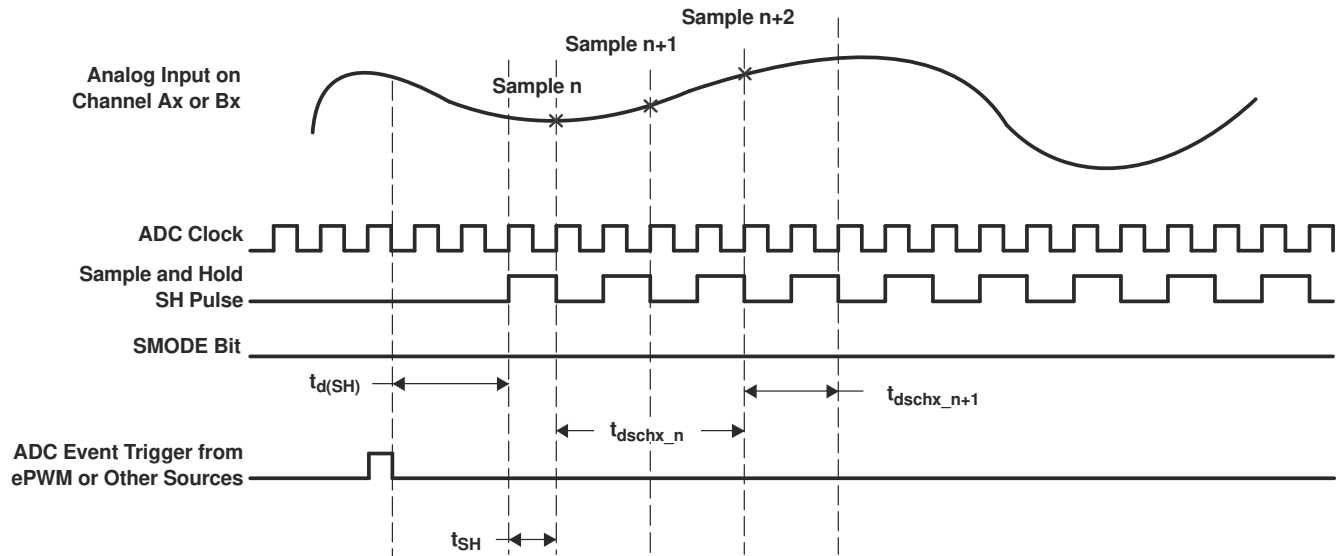 Sample n+2
Sample n+1
Analog Input on
Channel Ax or Bx
Sample n
ADC Clock
Sample and Hold
SH Pulse
SMODE Bit
td(SH)
tdschx_n+1
tdschx_n
ADC Event Trigger from
ePWM or Other Sources
tSH